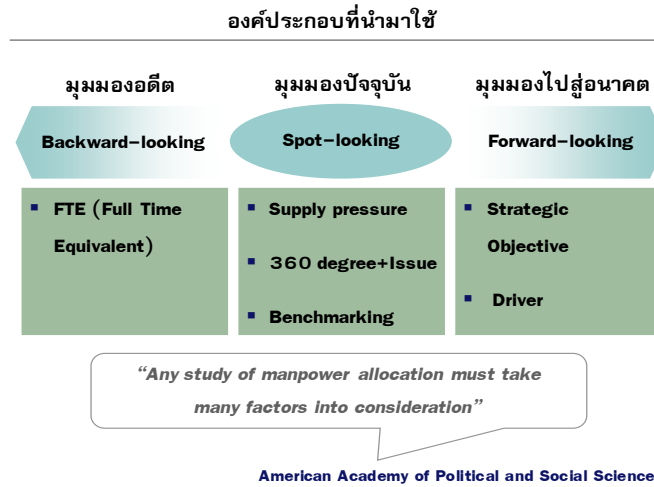 องค์ประกอบที่นำมาใช้
มุมมองอดีต
Backward-looking
▪ FTE (Full Time
Equivalent)
มุมมองปัจจุบัน
Spot-looking
▪ Supply pressure
▪ 360 degree+Issue
▪ Benchmarking
มุมมองไปสู่อนาคต
Forward-looking
▪ Strategic
Objective
▪ Driver
“Any study of manpower allocation must take
many factors into consideration”
American Academy of Political and Social Science